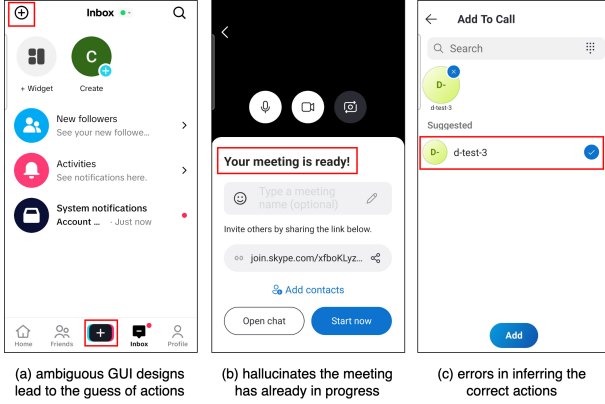 Inbox
C
+ Widget
Create
New followers
See your new followe...
Activities
See notifications here.
System notifications
Account ... · Just now
Home
Friends
Inbox
Profile
(a) ambiguous GUI designs
lead to the guess of actions
Your meeting is ready!
Type a meeting
name (optional)
Invite others by sharing the link below.
join.skype.com/xfboKLyz...
Add contacts
Open chat
Start now
(b) hallucinates the meeting
has already in progress
Add To Call
Search
D-
d-test-3
Suggested
D-
d-test-3
Add
(c) errors in inferring the
correct actions